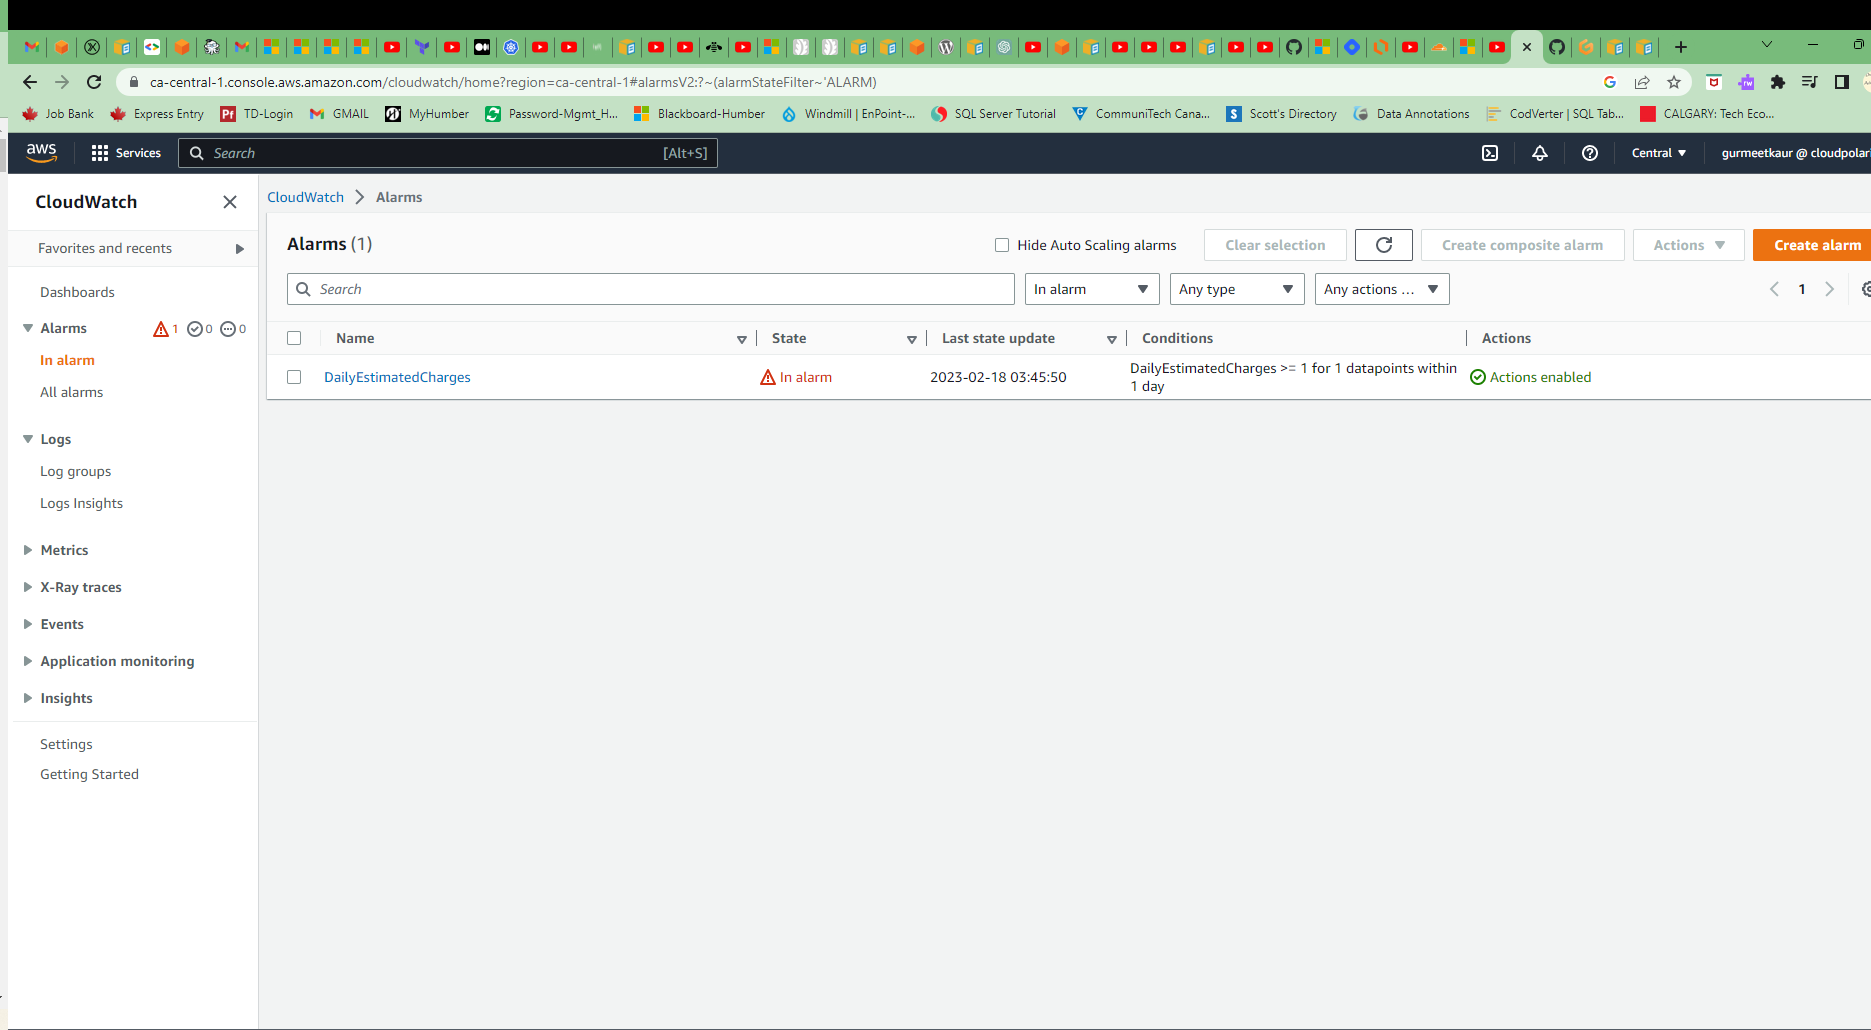 ca-central-1.console.aws.amazon.com/cloudwatch/home?region=ca-central-1#alarmsV2:?~(alarmStateFilter~'ALARM)
Job Bank Express Entry TD-Login GMAIL MyHumber Password-Mgmt_H... Blackboard-Humber Windmill | EnPoint-... SQL Server Tutorial CommuniTech Cana... Scott's Directory Data Annotations CodVerter | SQL Tab... CALGARY: Tech Eco...
aws Services Search [Alt+S] Central gurmeetkaur @ cloudpolar
CloudWatch
Favorites and recents
Dashboards
Alarms 1 0 0
In alarm
All alarms
Logs
Log groups
Logs Insights
Metrics
X-Ray traces
Events
Application monitoring
Insights
Settings
Getting Started
CloudWatch Alarms
Alarms (1) Hide Auto Scaling alarms Clear selection Create composite alarm Actions Create alarm
Search In alarm Any type Any actions ... 1
Name State Last state update Conditions Actions
DailyEstimatedCharges In alarm 2023-02-18 03:45:50 DailyEstimatedCharges >= 1 for 1 datapoints within Actions enabled
1 day